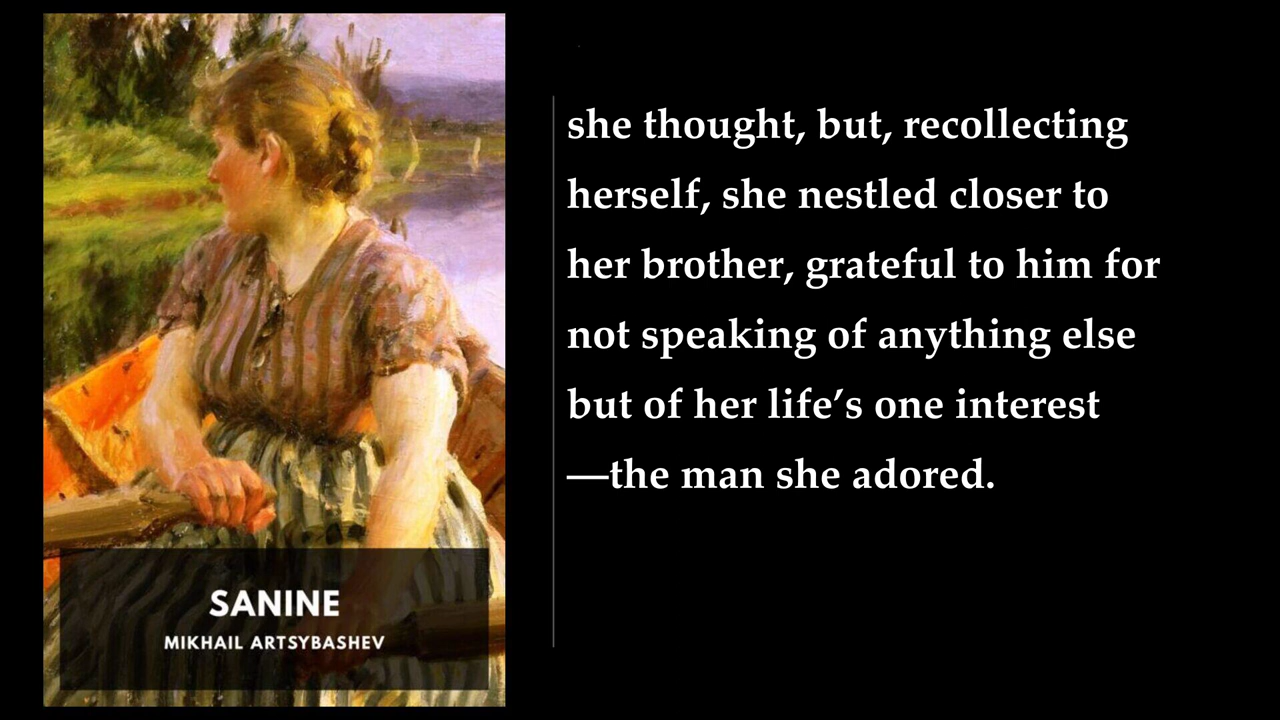 she thought, but, recollecting
herself, she nestled closer to
her brother, grateful to him for
not speaking of anything else
but of her life’s one interest
—the man she adored.
SANINE
MIKHAIL ARTSYBASHEV